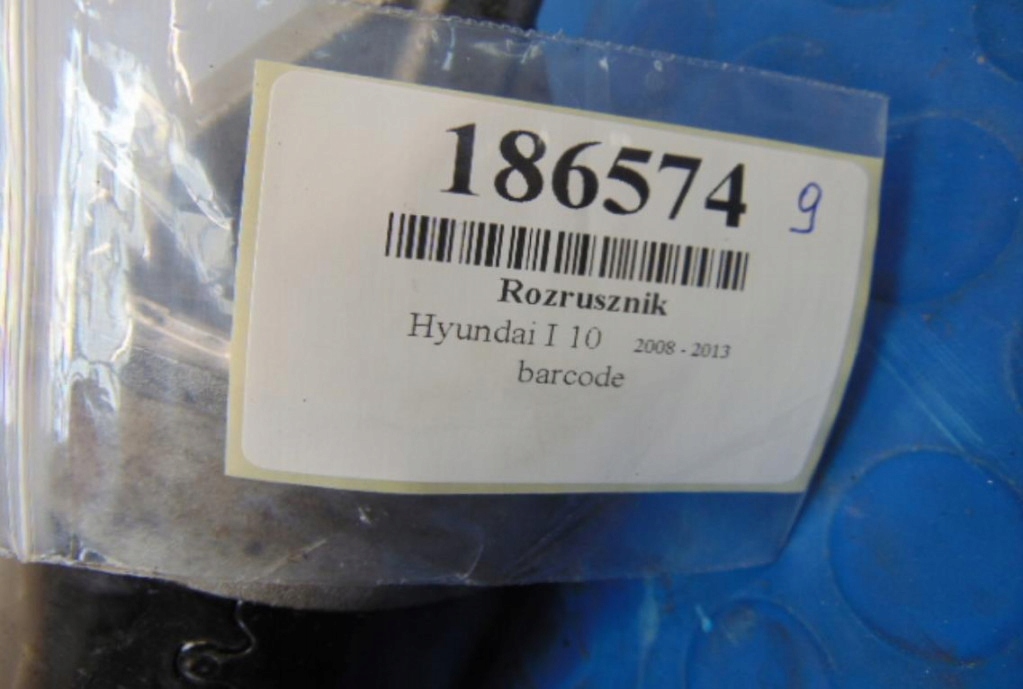 186574 9
Rozrusznik
Hyundai I 10 2008 - 2013
barcode